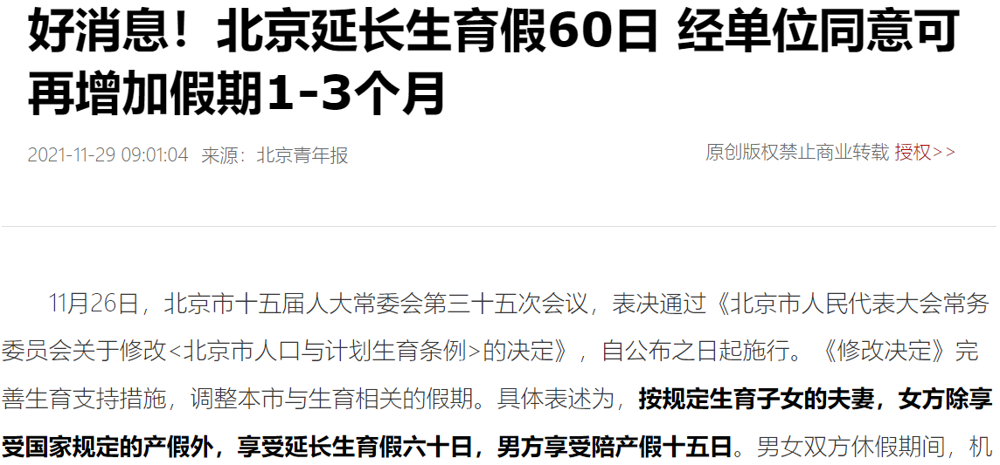 好消息！北京延长生育假60日 经单位同意可
再增加假期1-3个月
2021-11-29 09:01:04 来源：北京青年报 原创版权禁止商业转载 授权>>
11月26日，北京市十五届人大常委会第三十五次会议，表决通过《北京市人民代表大会常务
委员会关于修改<北京市人口与计划生育条例>的决定》，自公布之日起施行。《修改决定》完
善生育支持措施，调整本市与生育相关的假期。具体表述为，按规定生育子女的夫妻，女方除享
受国家规定的产假外，享受延长生育假六十日，男方享受陪产假十五日。男女双方休假期间，机